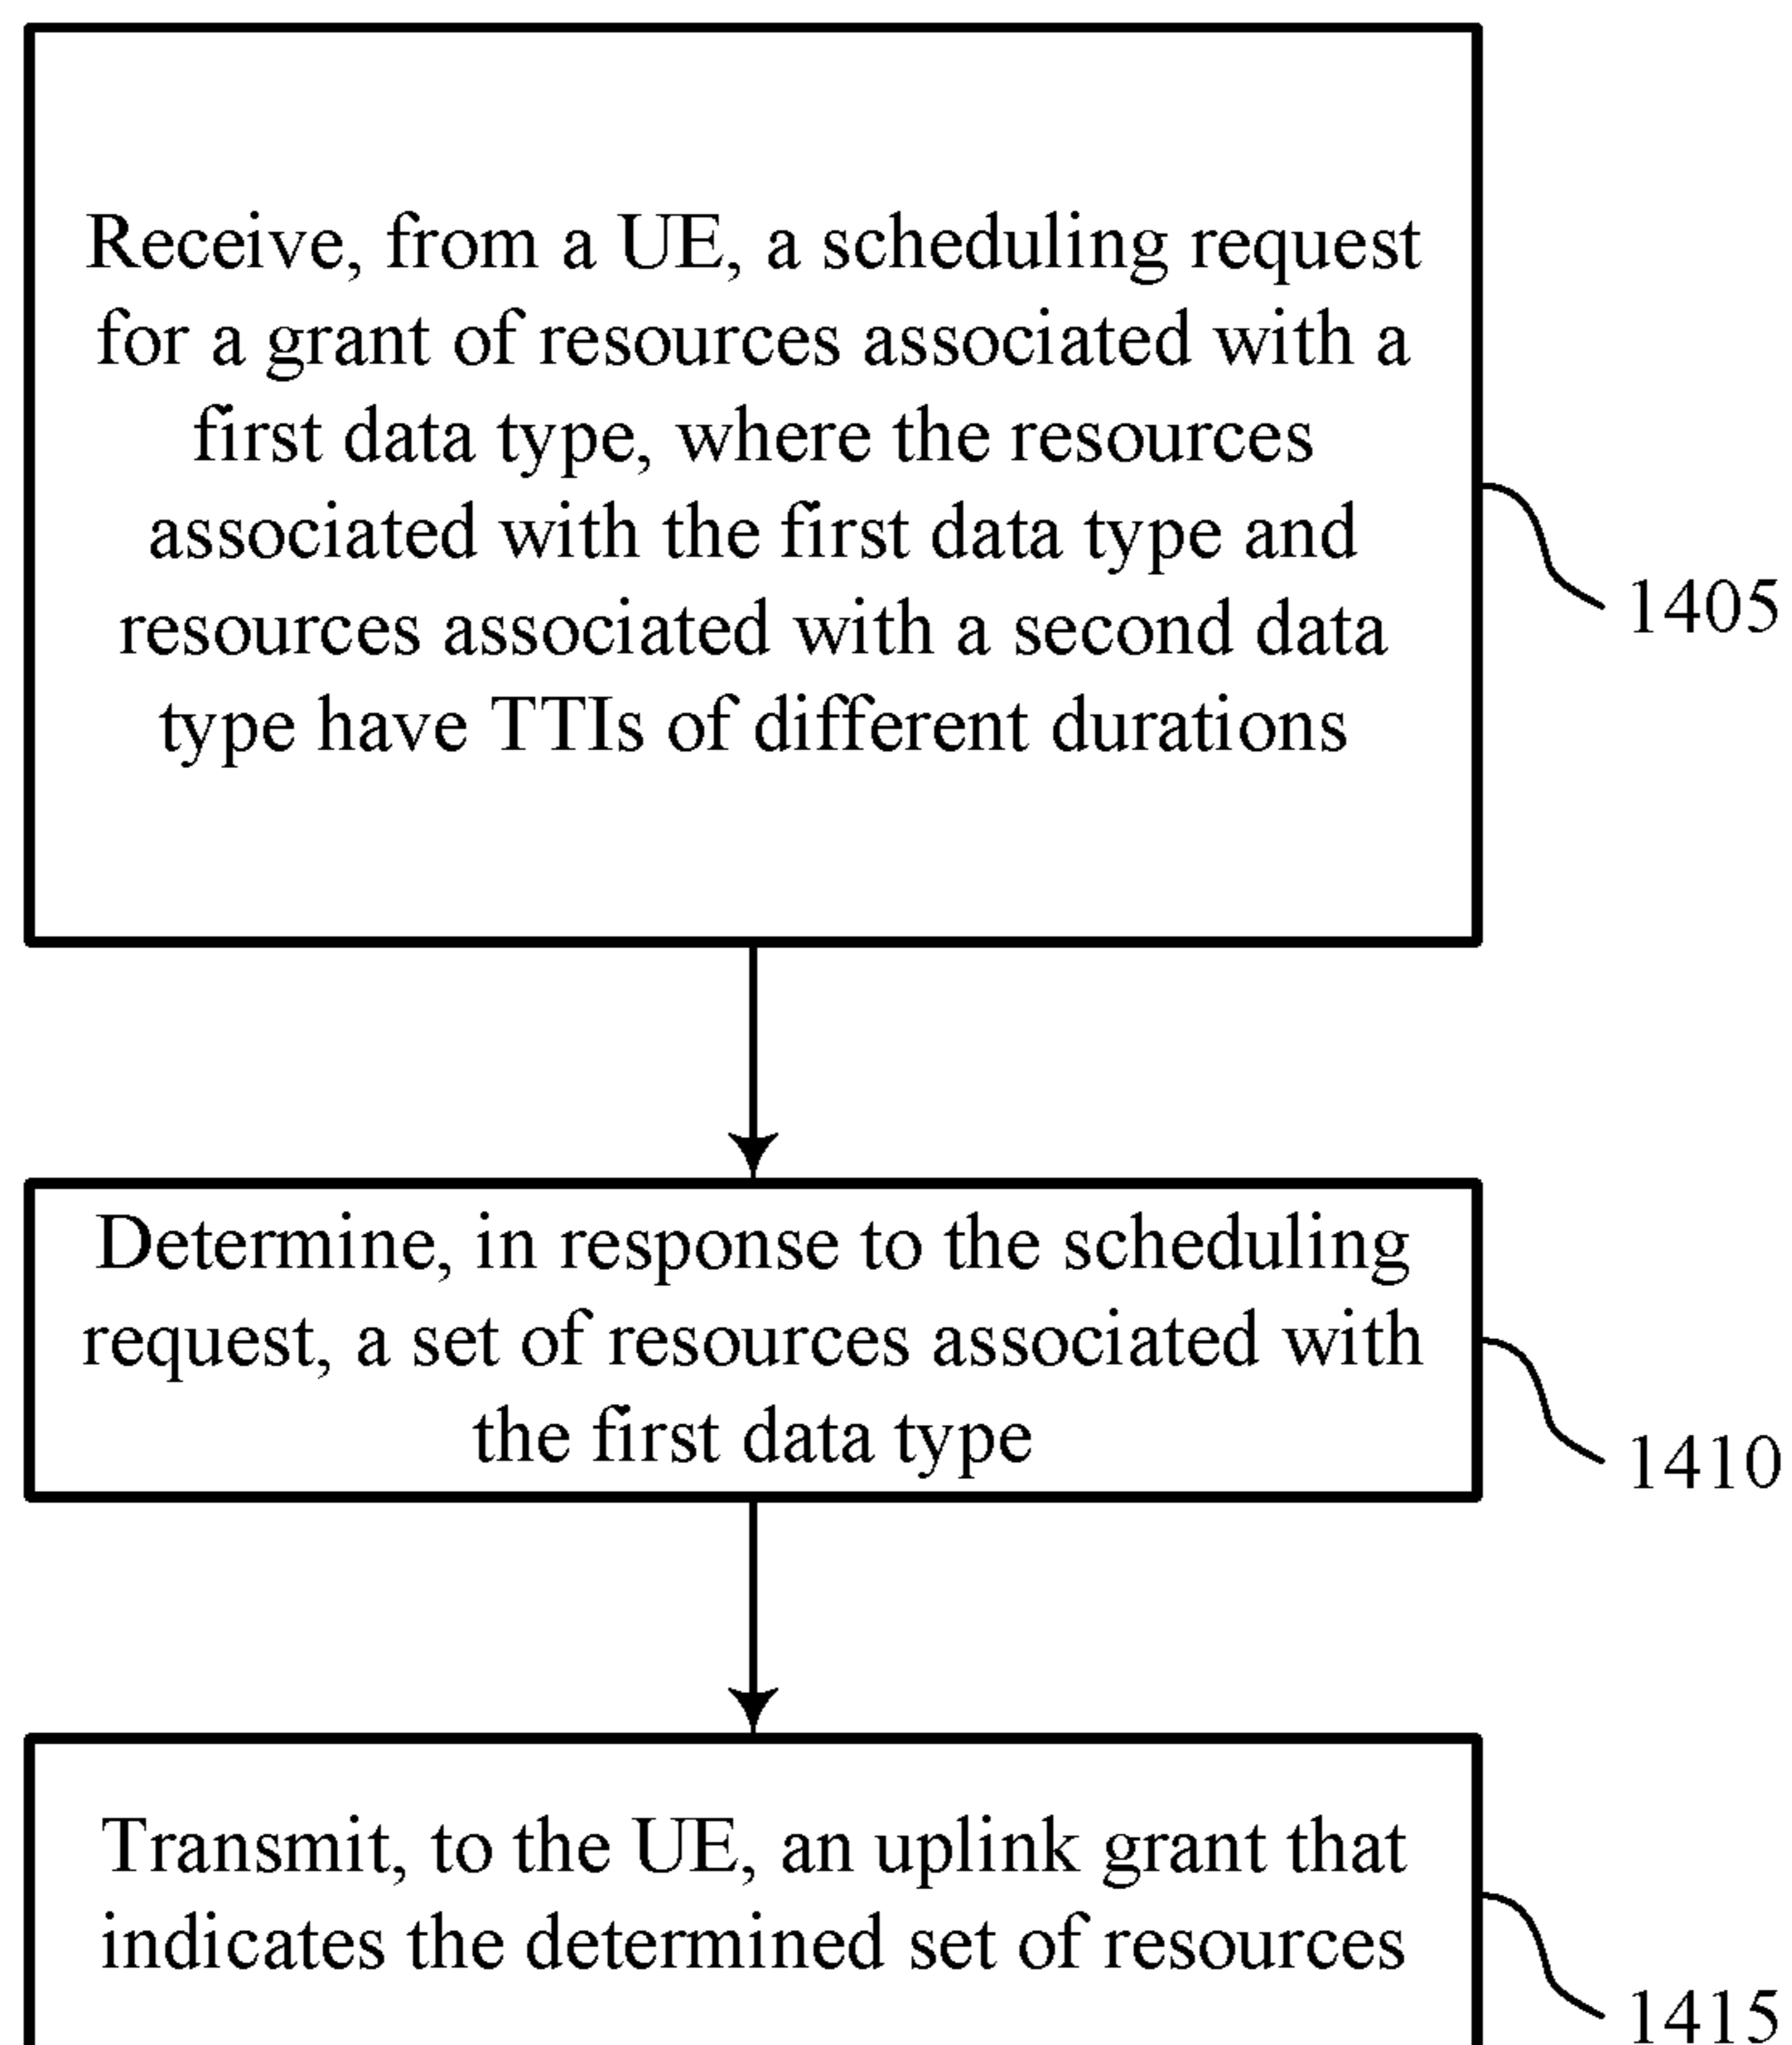 Receive, from a UE, a scheduling request
for a grant of resources associated with a
first data type, where the resources
associated with the first data type and
resources associated with a second data
type have TTIs of different durations
1405
Determine, in response to the scheduling
request, a set of resources associated with
the first data type
1410
Transmit, to the UE, an uplink grant that
indicates the determined set of resources
1415